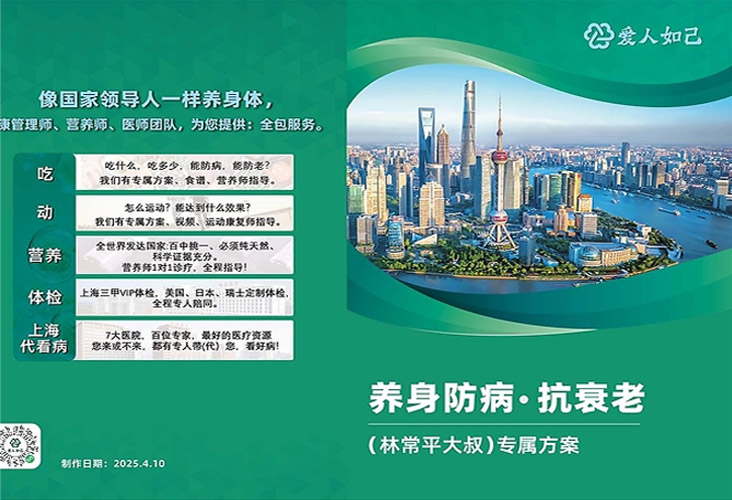 像国家领导人一样养身体，
康管理师、营养师、医师团队，为您提供：全包服务。
吃
吃什么，吃多少，能防病，能防老？
我们有专属方案、食谱、营养师指导。
动
怎么运动？能达到什么效果？
我们有专属方案、视频、运动康复师指导。
营养
全世界发达国家:百中挑一、必须纯天然、
科学证据充分。
营养师1对1诊疗，全程指导！
体检
上海三甲VIP体检，美国、日本、瑞士定制体检，
全程专人陪同。
上海
代看病
7大医院，百位专家，最好的医疗资源
您来或不来，都有专人带(代）您，看好病！
爱人如己
制作日期：2025.4.10
爱人如己
养身防病·抗衰老
（林常平大叔）专属方案